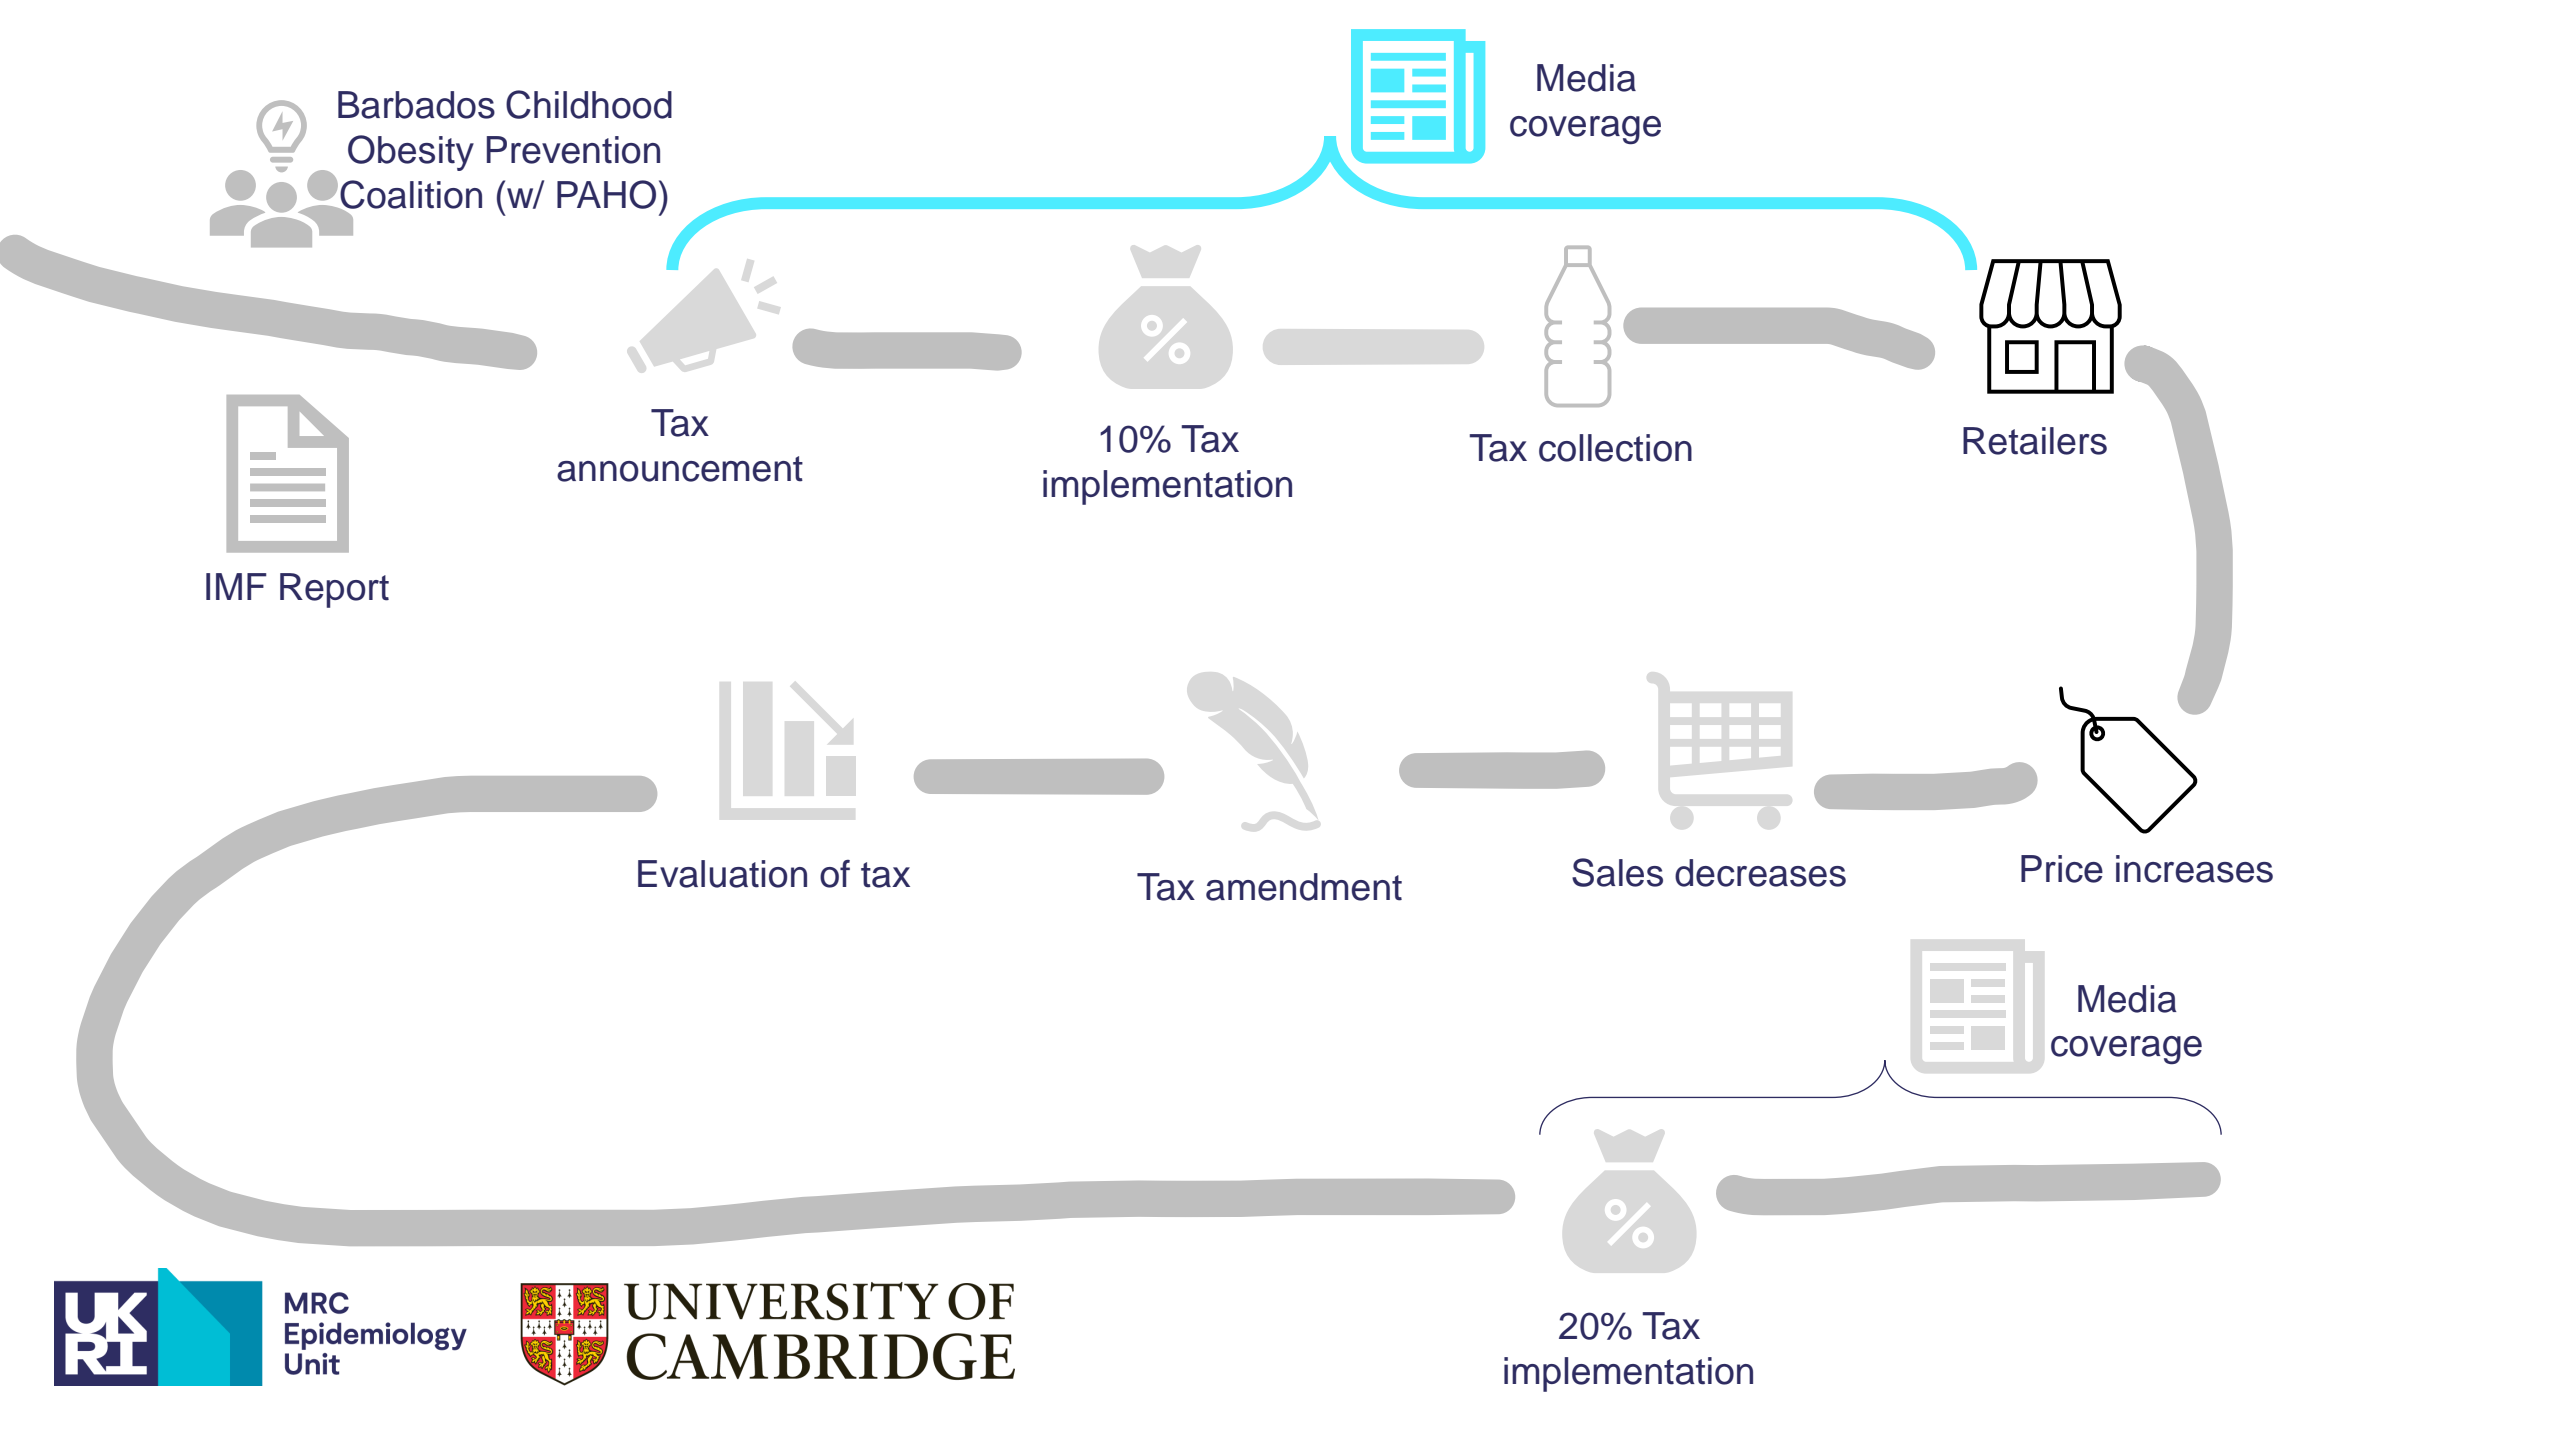 Media
coverage
Barbados Childhood
Obesity Prevention
Coalition (w/ PAHO)
Tax
announcement
10% Tax
implementation
Tax collection
Retailers
IMF Report
Evaluation of tax
Tax amendment
Sales decreases
Price increases
Media
coverage
20% Tax
implementation
UK
RI
MRC
Epidemiology
Unit
UNIVERSITY OF
CAMBRIDGE